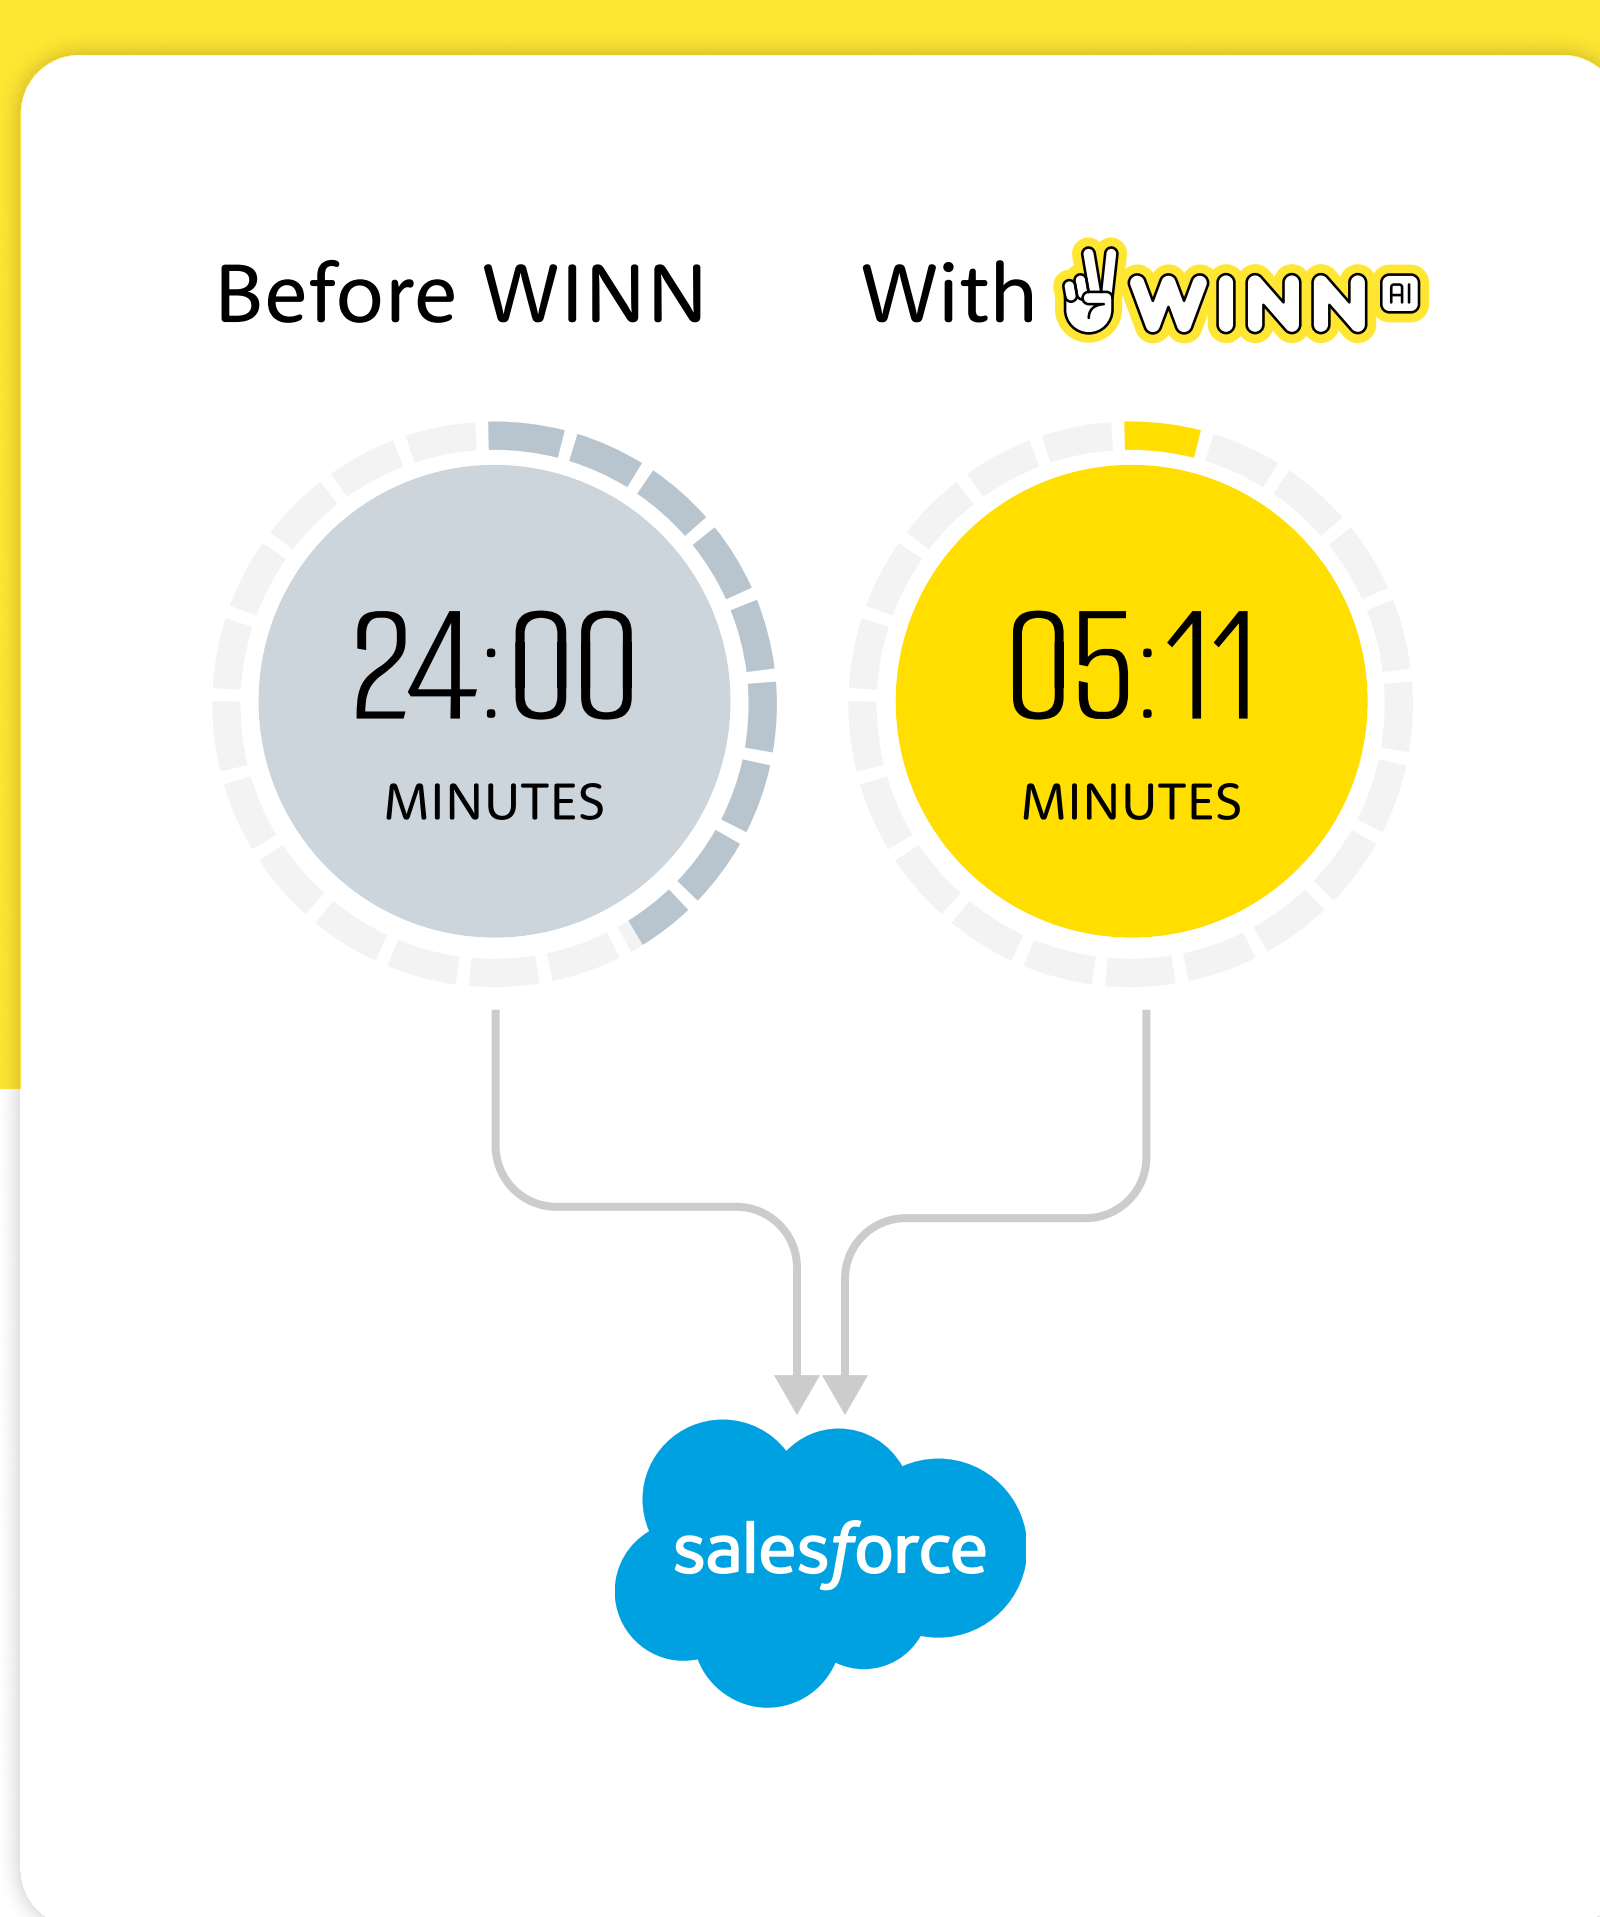 Before WINN
With WINN AI
24:00
MINUTES
05:11
MINUTES
salesforce